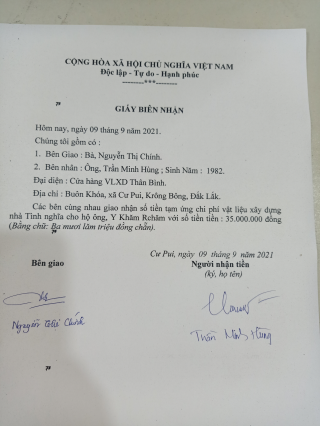 CỘNG HÒA XÃ HỘI CHỦ NGHĨA VIỆT NAM
Độc lập - Tự do - Hạnh phúc
--------***--------
GIẤY BIÊN NHẬN
Hôm nay, ngày 09 tháng 9 năm 2021.
Chúng tôi gồm có :
1. Bên Giao : Bà, Nguyễn Thị Chính.
2. Bên nhân : Ông, Trần Minh Hùng ; Sinh Năm : 1982.
Đại diện : Cửa hàng VLXD Thân Bình.
Địa chỉ : Buôn Khóa, xã Cư Pui, Krông Bông, Đắk Lắk.
Các bên cùng nhau giao nhận số tiền tạm ứng chi phí vật liệu xây dựng
nhà Tình nghĩa cho hộ ông, Y Khăm Rchăm với số tiền tiền : 35.000.000 đồng
(Bằng chữ: Ba mươi lăm triệu đồng chẵn).
Cư Pui, ngày 09 tháng 9 năm 2021
Bên giao
Người nhận tiền
(ký, họ tên)
Nguyễn Thị Chính
Trần Minh Hùng